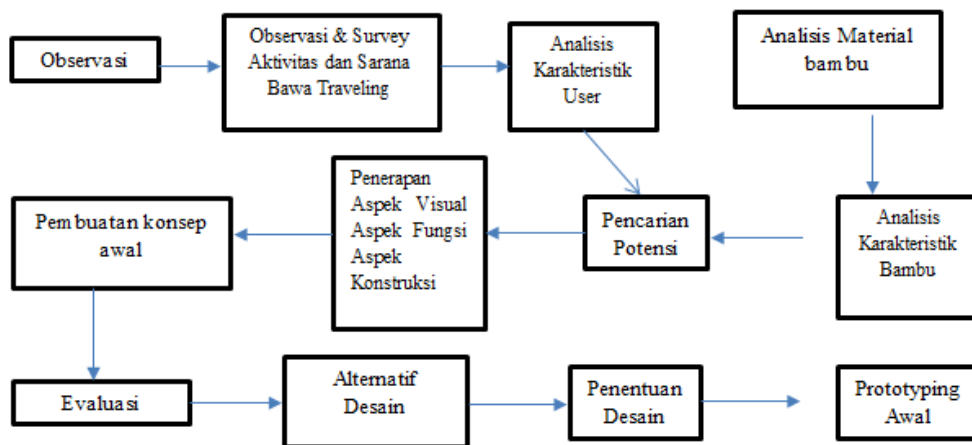 Observasi
Observasi & Survey
Aktivitas dan Sarana
Bawa Traveling
Analisis
Karakteristik
User
Analisis Material
bambu
Pembuatan konsep
awal
Penerapan
Aspek Visual
Aspek Fungsi
Aspek
Konstruksi
Pencarian
Potensi
Analisis
Karakteristik
Bambu
Evaluasi
Alternatif
Desain
Penentuan
Desain
Prototyping
Awal